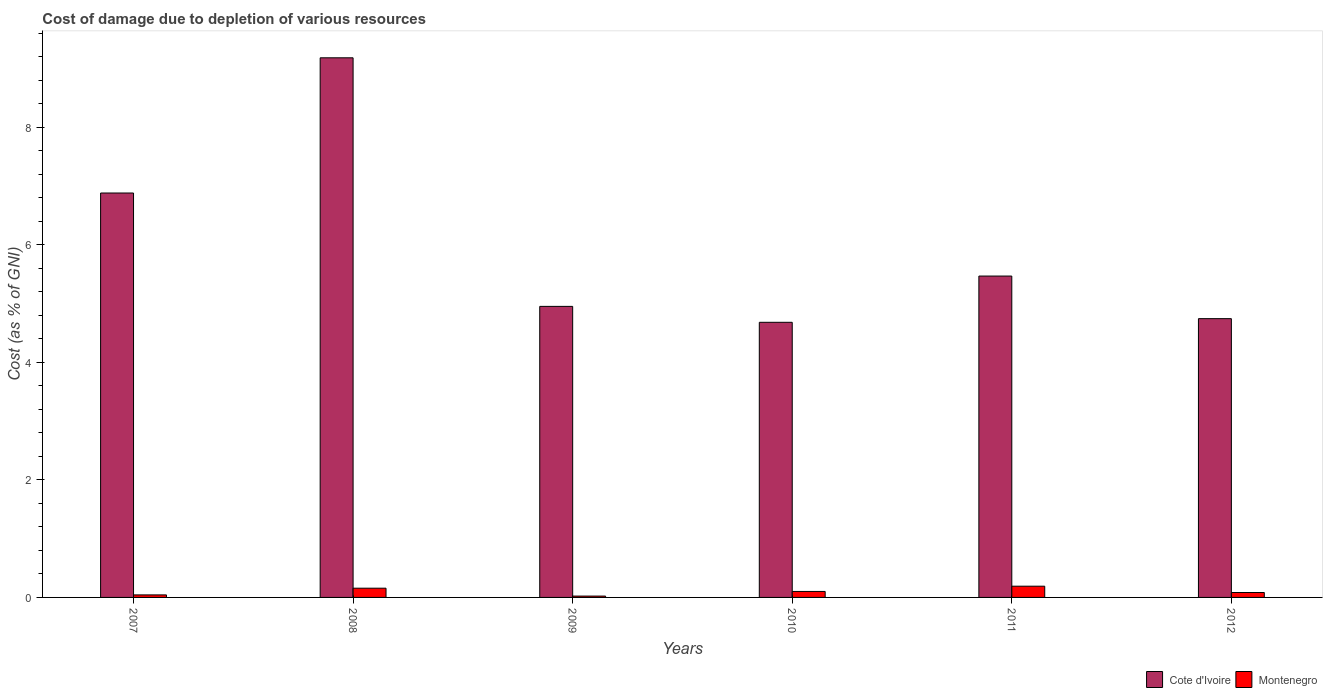 Cost of damage due to depletion of various resources
Cost (as % of GNI)
8
6
4
2
0
2007
2008
2009
2010
2011
2012
Years
Cote d'Ivoire
Montenegro